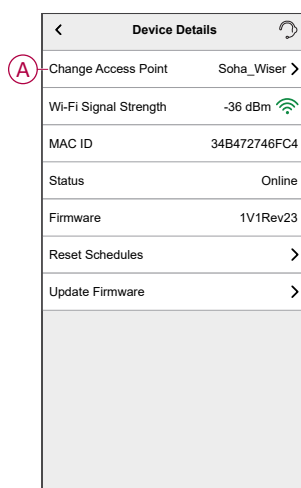 Device Details
A
Change Access Point Soha_Wiser
Wi-Fi Signal Strength -36 dBm
MAC ID 34B472746FC4
Status Online
Firmware 1V1Rev23
Reset Schedules
Update Firmware